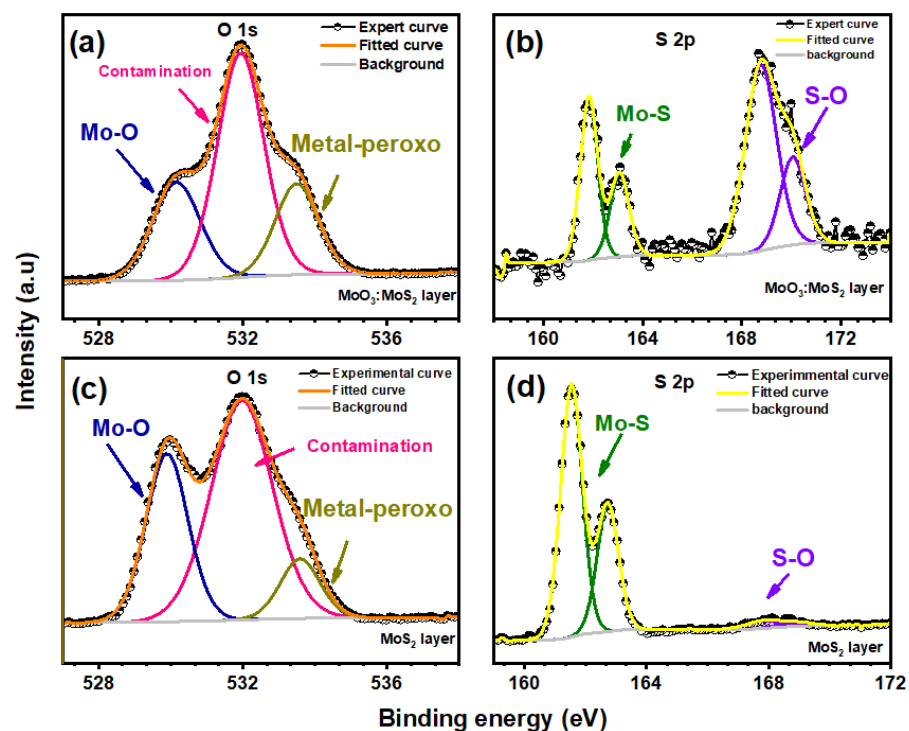 Intensity (a.u)
(a)
O 1s
Expert curve
Fitted curve
Background
Contamination
Mo-O
Metal-peroxo
MoO3:MoS2 layer
528 532 536
(b)
S 2p
Expert curve
Fitted curve
background
S-O
Mo-S
MoO3:MoS2 layer
160 164 168 172
(c)
O 1s
Experimental curve
Fitted curve
Background
Mo-O
Contamination
Metal-peroxo
MoS2 layer
528 532 536
(d)
S 2p
Experimmental curve
Fitted curve
background
Mo-S
S-O
MoS2 layer
160 164 168 172
Binding energy (eV)